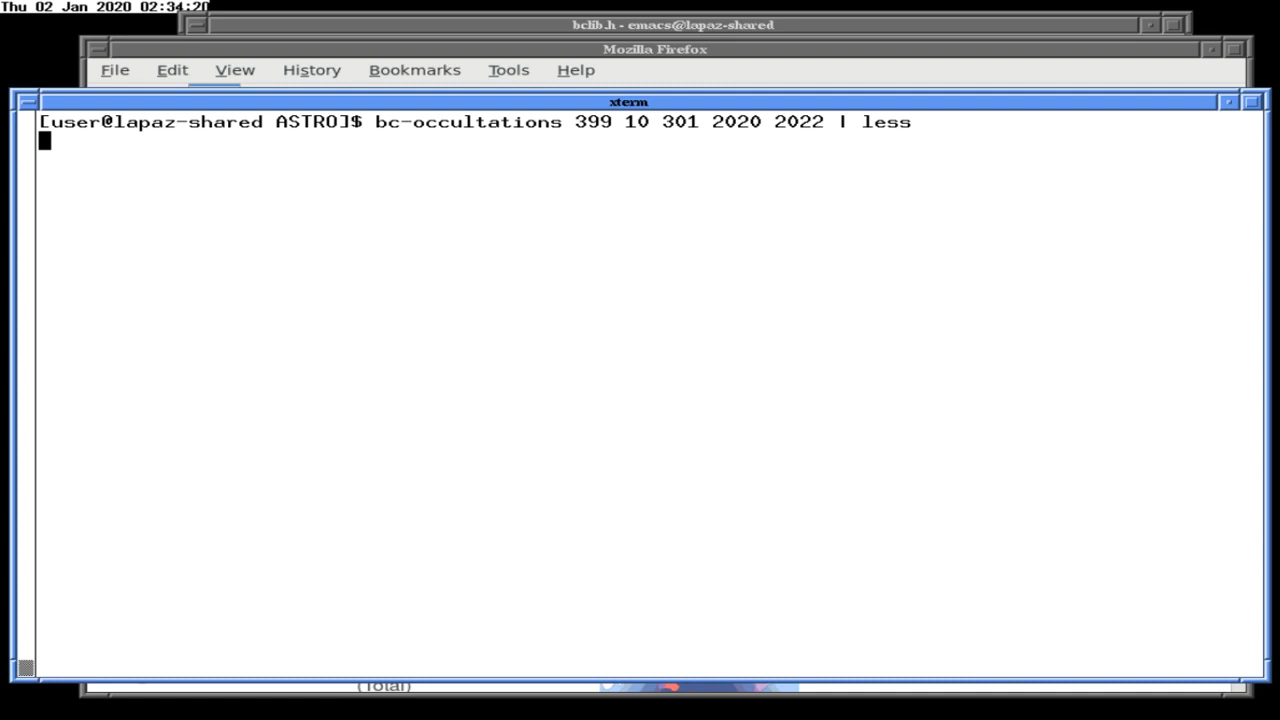 Thu 02 Jan 2020 02:34:20
bclib.h - emacs@lapaz-shared
Mozilla Firefox
File Edit View History Bookmarks Tools Help
xterm
[user@lapaz-shared ASTRO]$ bc-occultations 399 10 301 2020 2022 | less
(Total)